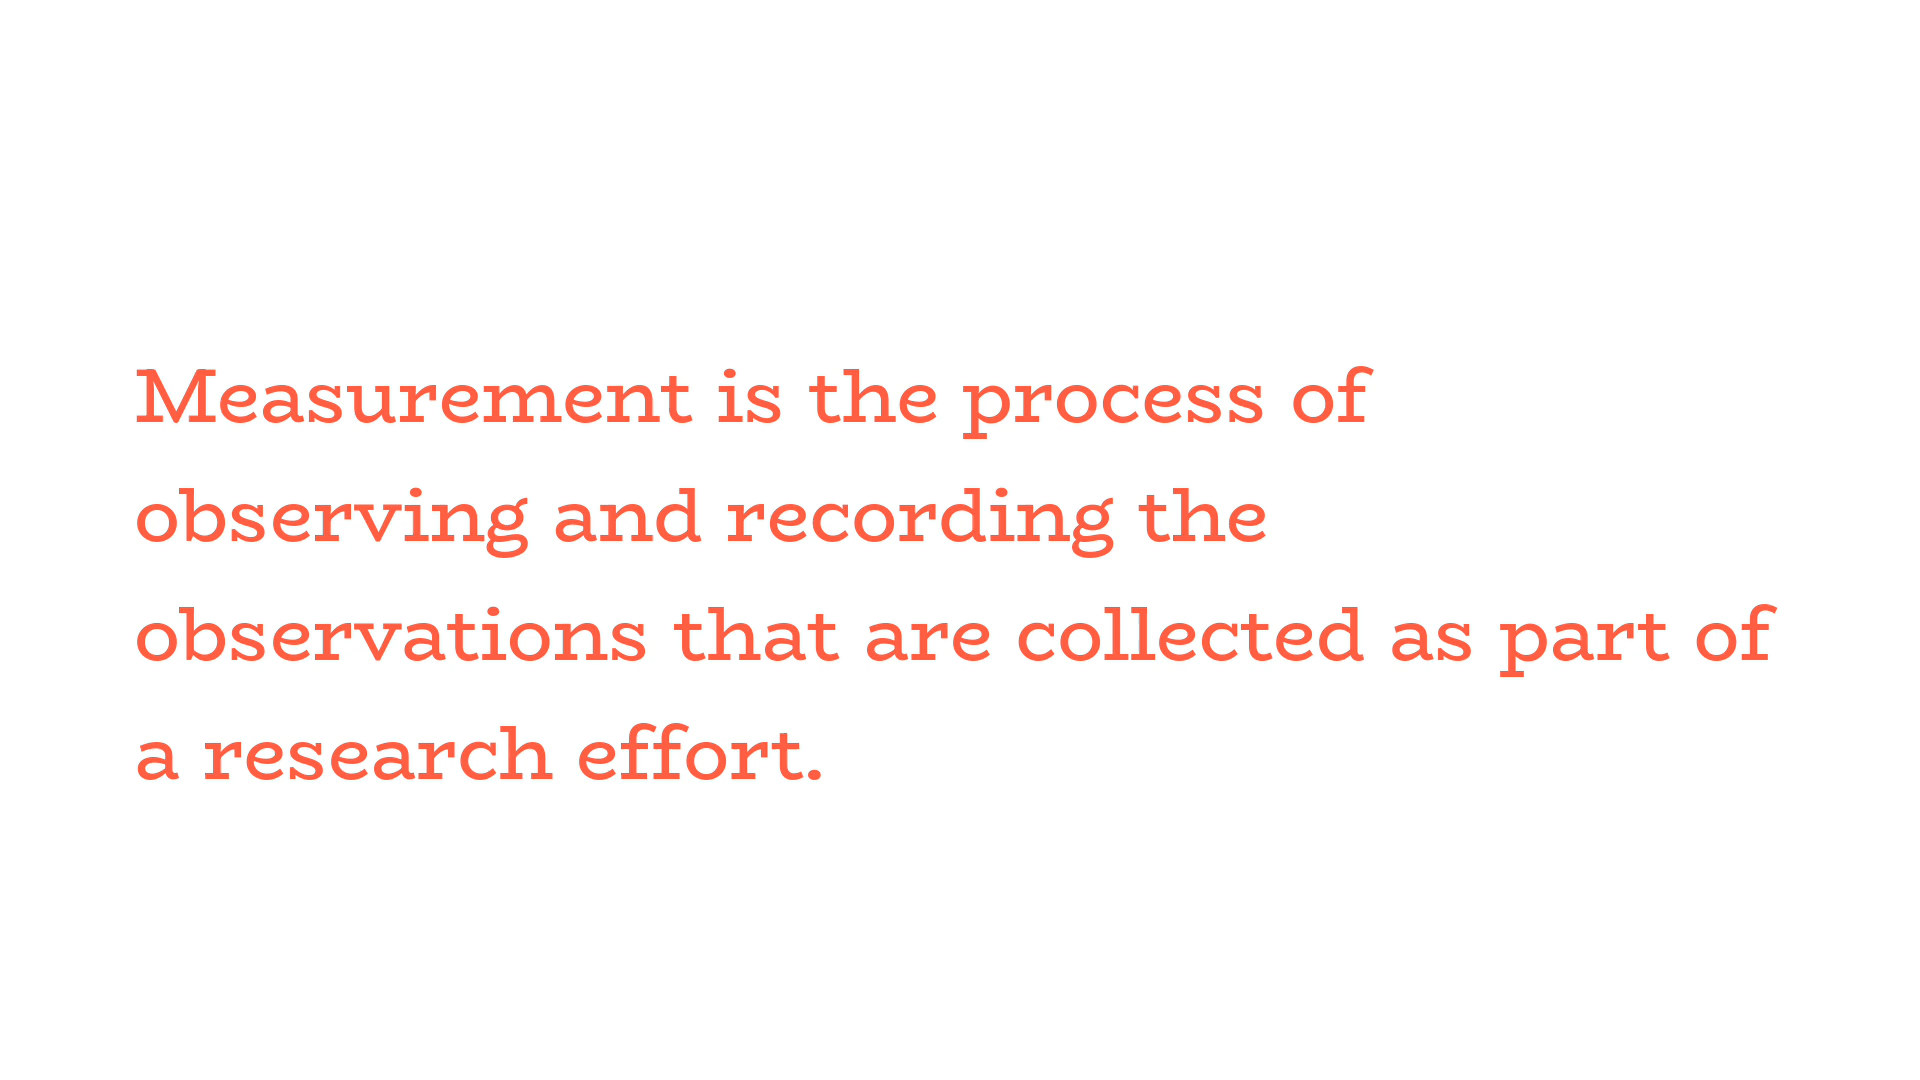 Measurement is the process of
observing and recording the
observations that are collected as part of
a research effort.